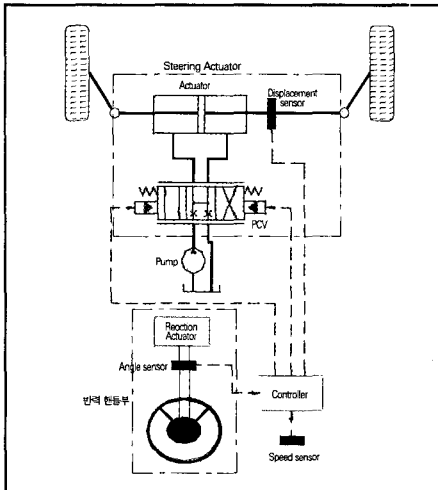 Steering Actuator
Actuator
Displacement
sensor
PCV
Pump
Reaction
Actuator
Angle sensor
반력 핸들부
Controller
Speed sensor